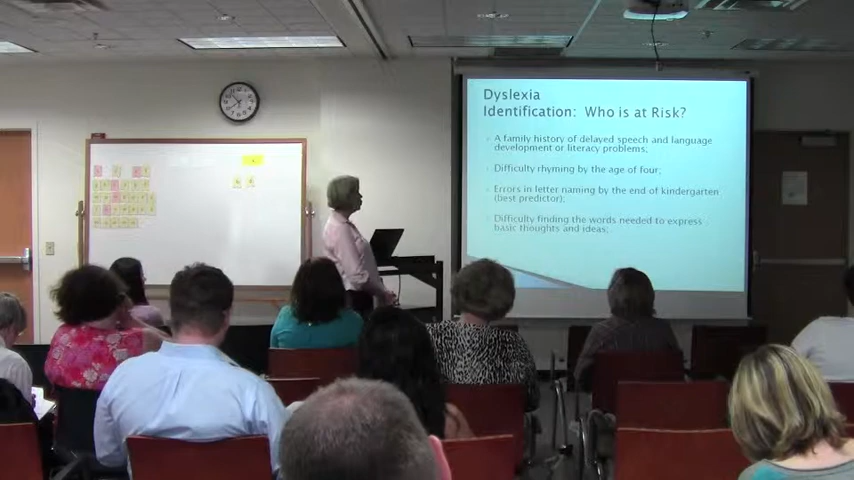 Dyslexia
Identification: Who is at Risk?
A family history of delayed speech and language
development or literacy problems;
Difficulty rhyming by the age of four;
Errors in letter naming by the end of kindergarten
(best predictor);
Difficulty finding the words needed to express
basic thoughts and ideas;